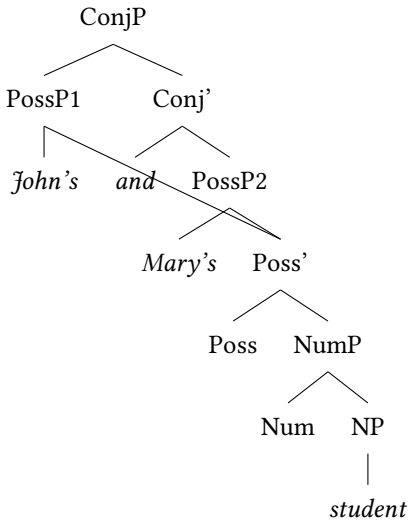 ConjP
PossP1 Conj’
John’s and PossP2
Mary’s Poss’
Poss NumP
Num NP
student